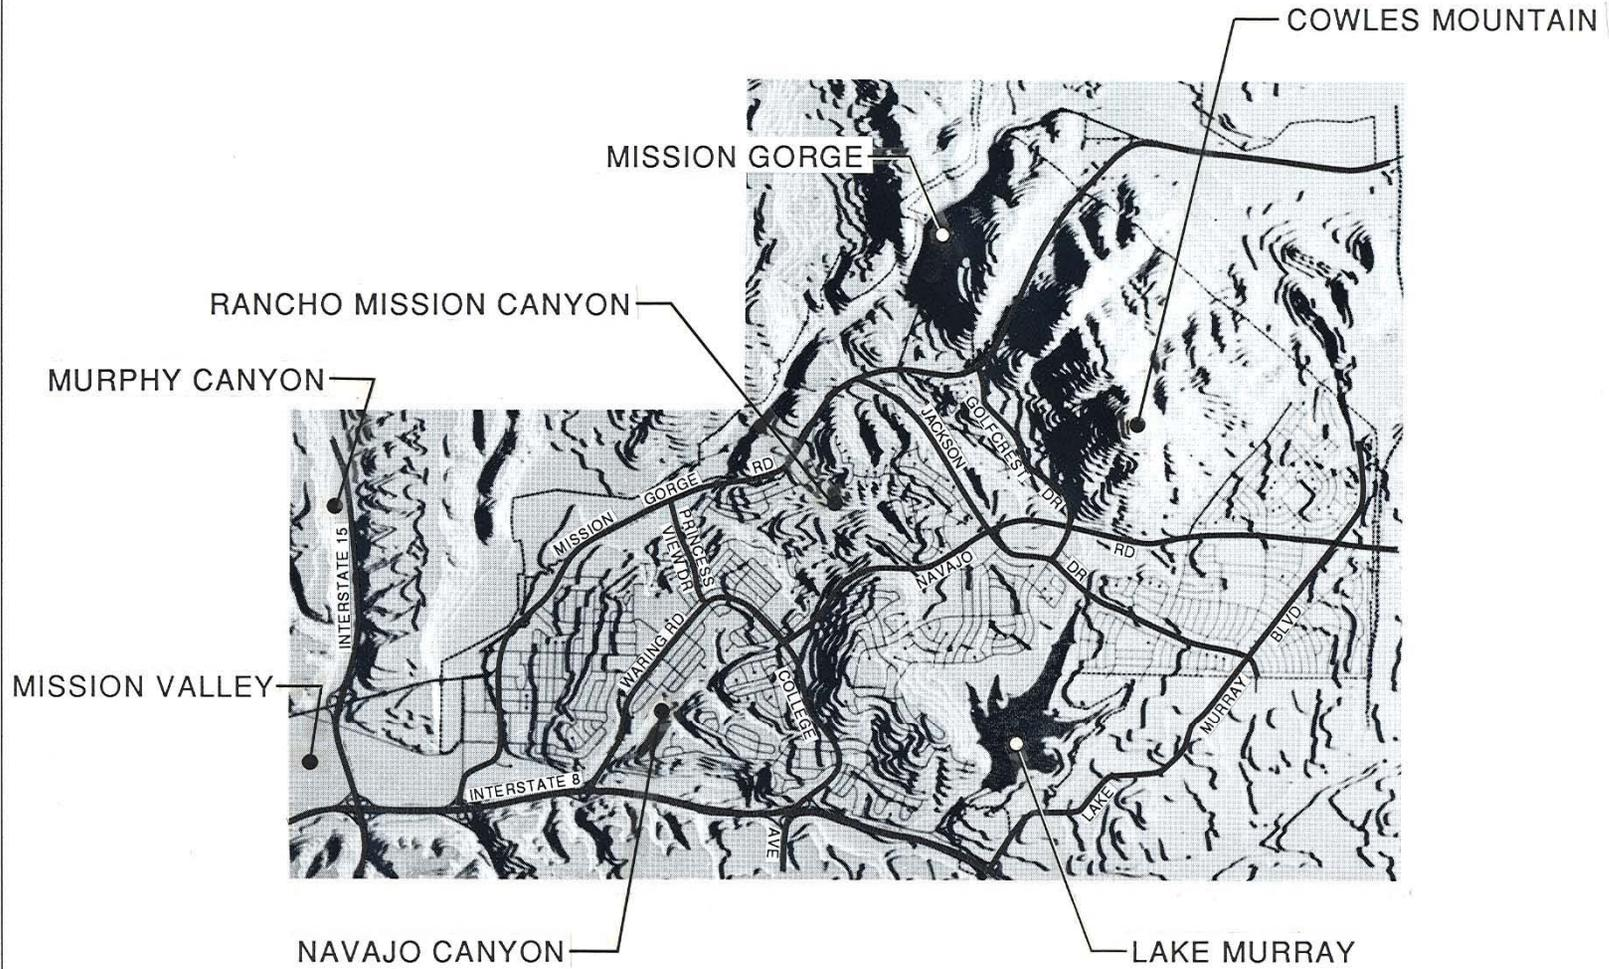 COWLES MOUNTAIN
MISSION GORGE
RANCHO MISSION CANYON
MURPHY CANYON
JACKSON
GOLFCREST
DR
MISSION
GORGE
RD
PRINCESS
VIEW DR
INTERSTATE 15
NAVAJO
RD
DR
WARING RD
BLVD
MISSION VALLEY
COLLEGE
MURRAY
INTERSTATE 8
LAKE
AVE
NAVAJO CANYON
LAKE MURRAY